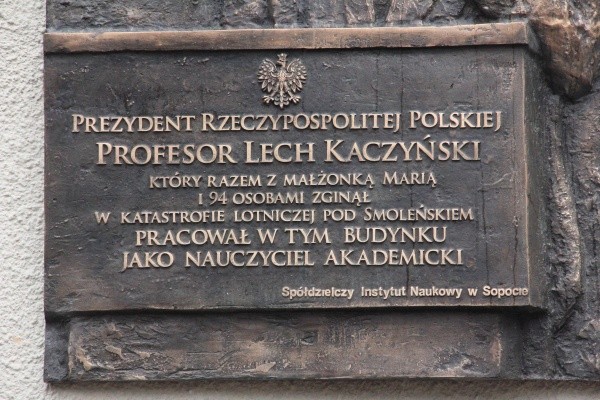 PREZYDENT RZECZYPOSPOLITEJ POLSKIEJ
PROFESOR LECH KACZYŃSKI
KTÓRY RAZEM Z MAŁŻONKĄ MARIĄ
I 94 OSOBAMI ZGINĄŁ
W KATASTROFIE LOTNICZEJ POD SMOLEŃSKIEM
PRACOWAŁ W TYM BUDYNKU
JAKO NAUCZYCIEL AKADEMICKI
Spółdzielczy Instytut Naukowy w Sopocie